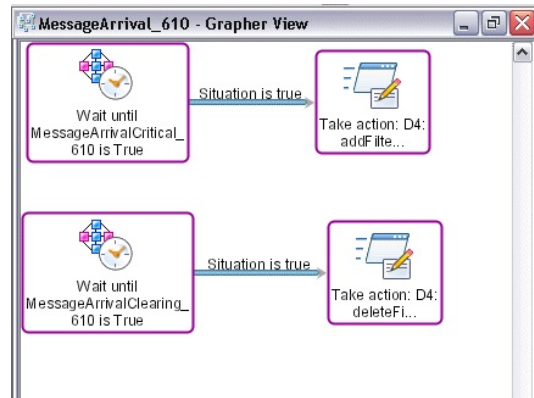 MessageArrival_610 - Grapher View
Wait until
MessageArrivalCritical_
610 is True
Situation is true
Take action: D4:
addFilte...
Wait until
MessageArrivalClearing_
610 is True
Situation is true
Take action: D4:
deleteFi...